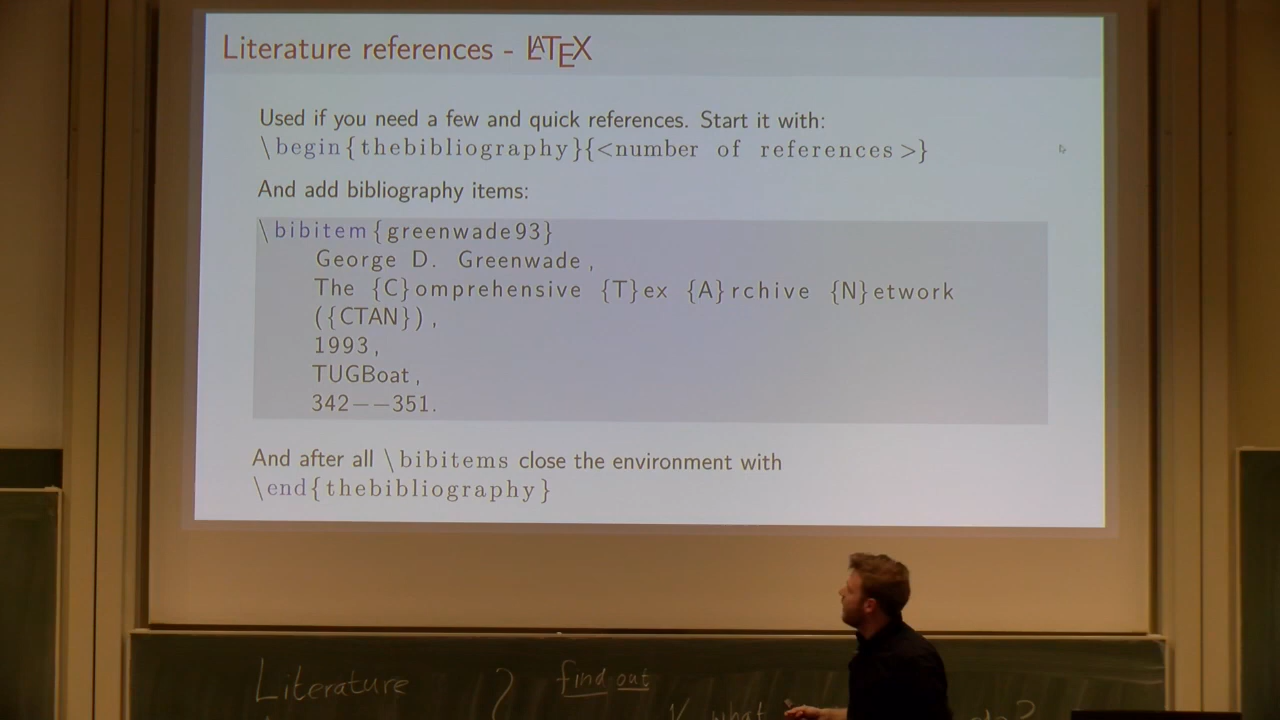 Literature references - LATEX
Used if you need a few and quick references. Start it with:
\begin{thebibliography}{<number of references>}
And add bibliography items:
\bibitem{greenwade93}
George D. Greenwade,
The {C}omprehensive {T}ex {A}rchive {N}etwork
({CTAN}),
1993,
TUGBoat,
342--351.
And after all \bibitems close the environment with
\end{thebibliography}
Literature
find out
what